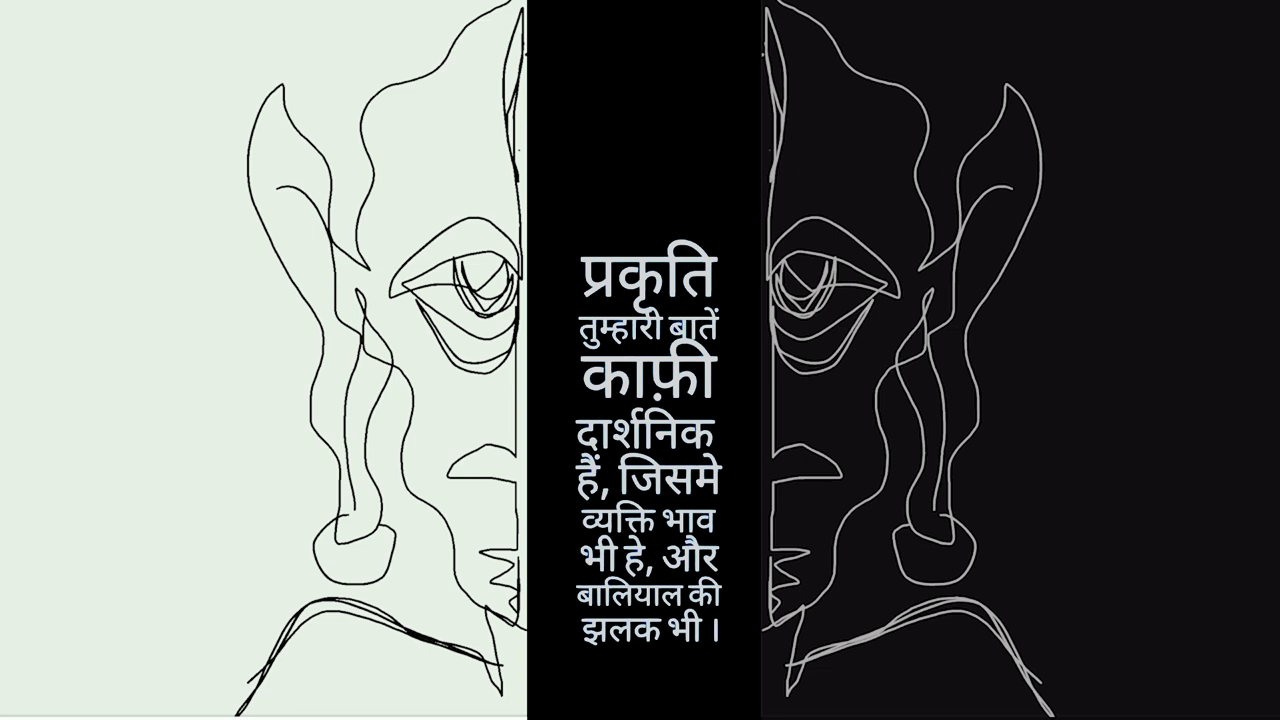 प्रकृति
तुम्हारी बातें
काफ़ी
दार्शनिक
हैं, जिसमे
व्यक्ति भाव
भी हे, और
बालियाल की
झलक भी ।